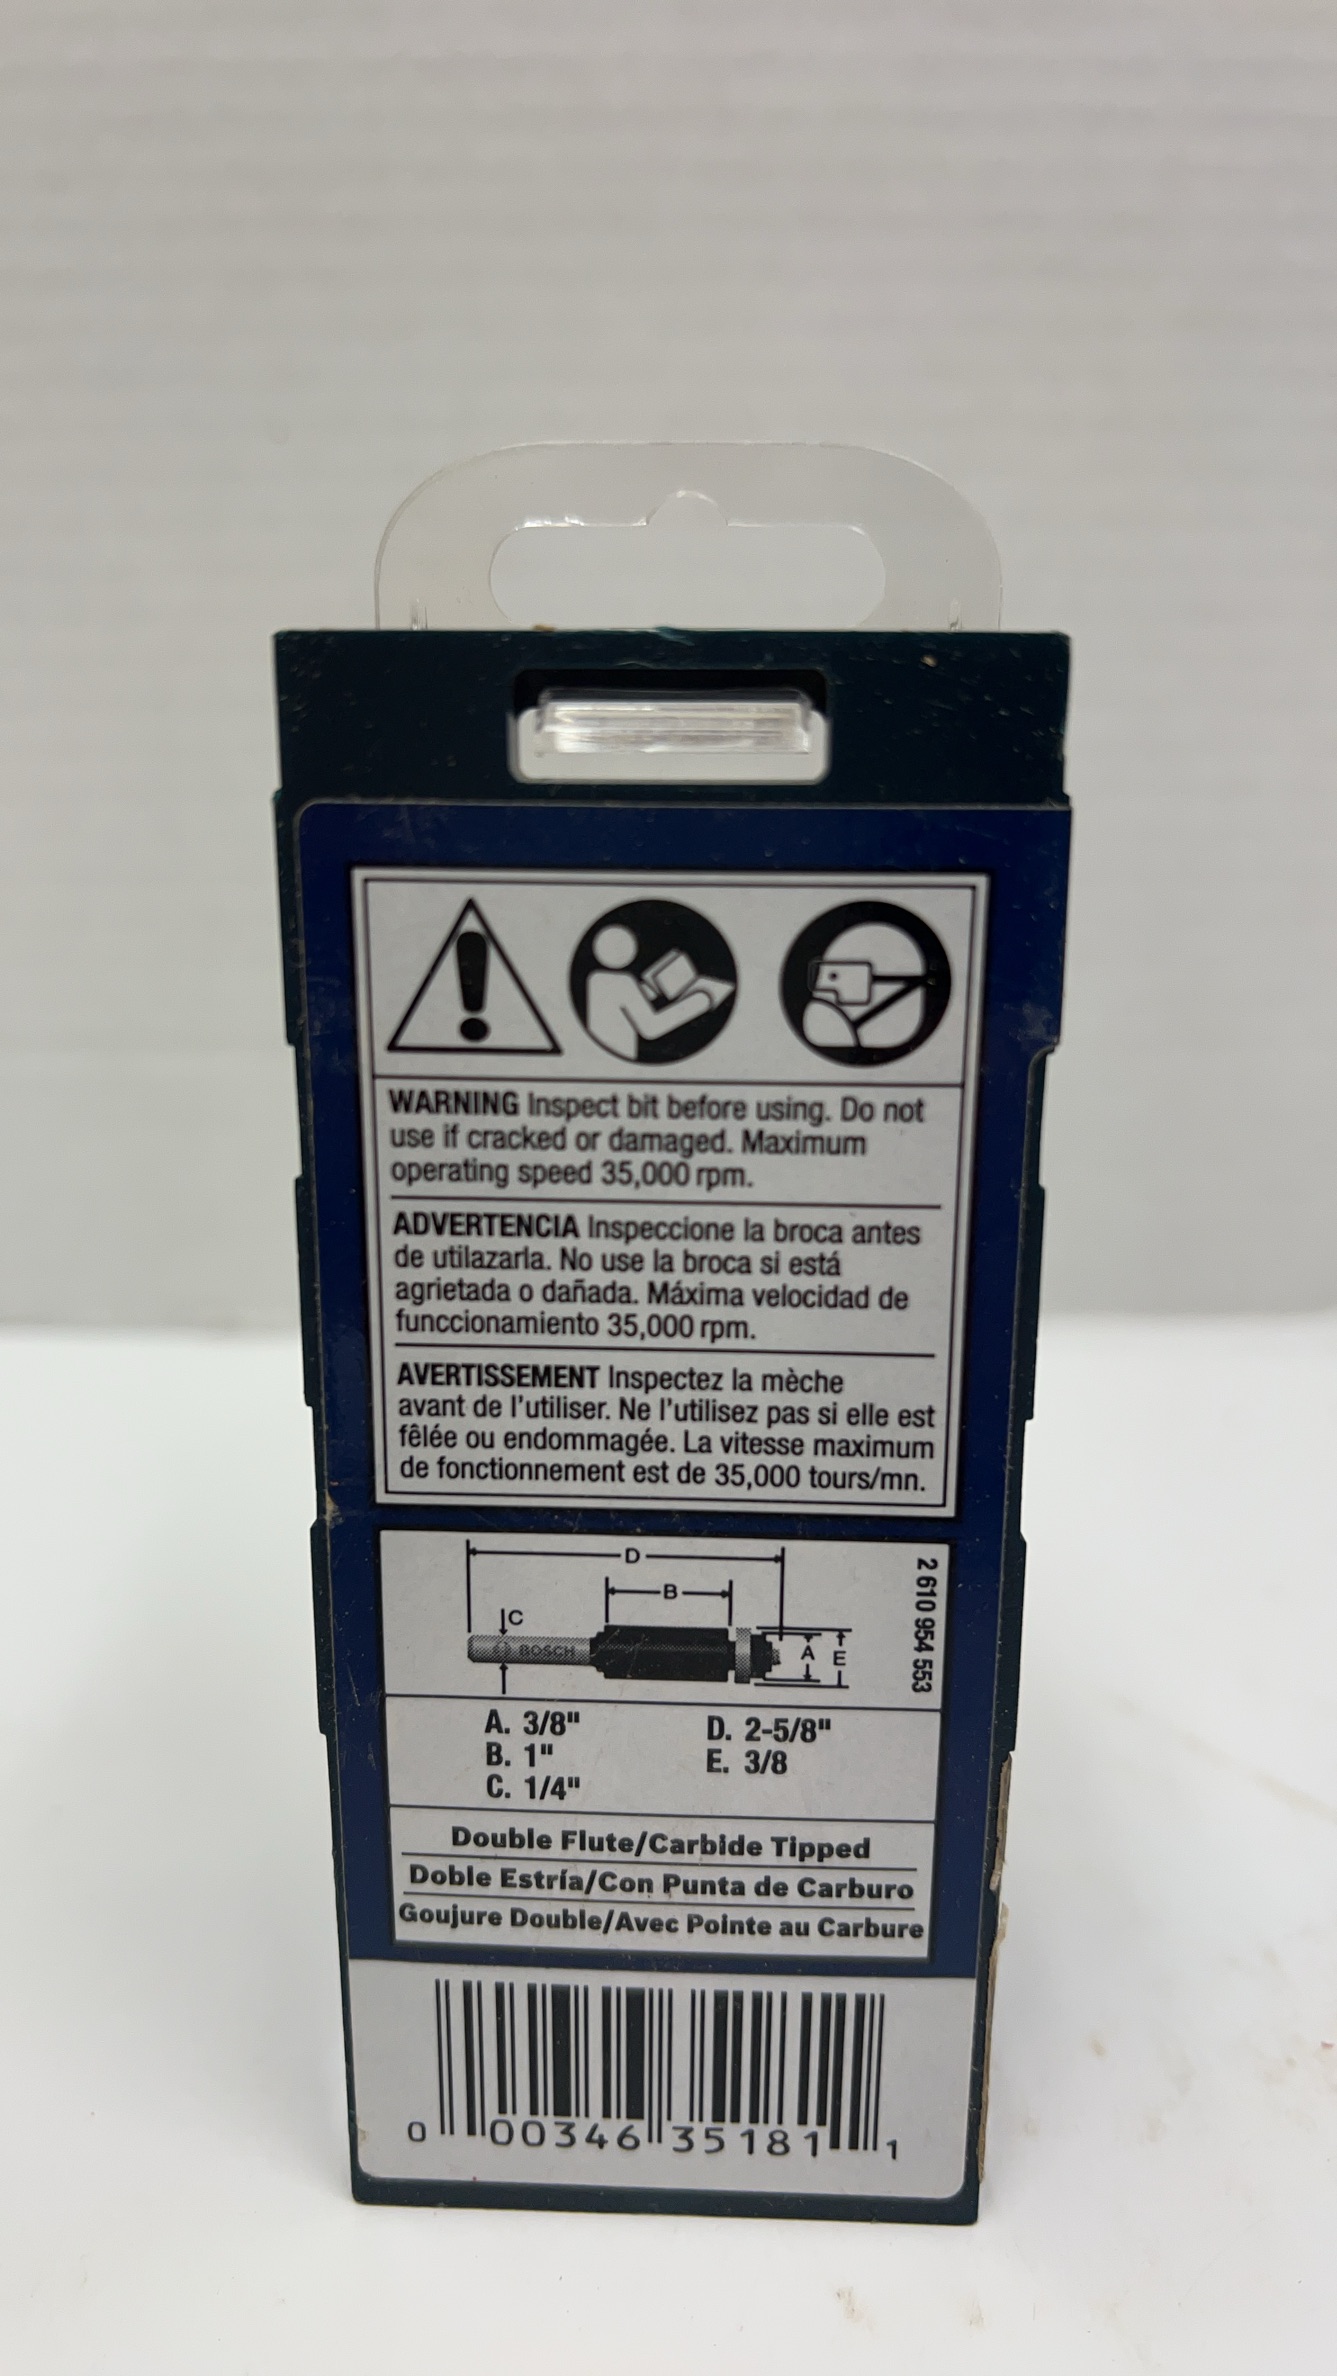 WARNING Inspect bit before using. Do not
use if cracked or damaged. Maximum
operating speed 35,000 rpm.
ADVERTENCIA Inspeccione la broca antes
de utilazarla. No use la broca si está
agrietada o dañada. Máxima velocidad de
funccionamiento 35,000 rpm.
AVERTISSEMENT Inspectez la mèche
avant de l'utiliser. Ne l'utilisez pas si elle est
fêlée ou endommagée. La vitesse maximum
de fonctionnement est de 35,000 tours/mn.
D
B
C
BOSCH
A E
2 610 954 553
A. 3/8" D. 2-5/8"
B. 1" E. 3/8
C. 1/4"
Double Flute/Carbide Tipped
Doble Estría/Con Punta de Carburo
Goujure Double/Avec Pointe au Carbure
0 00346 35181 1